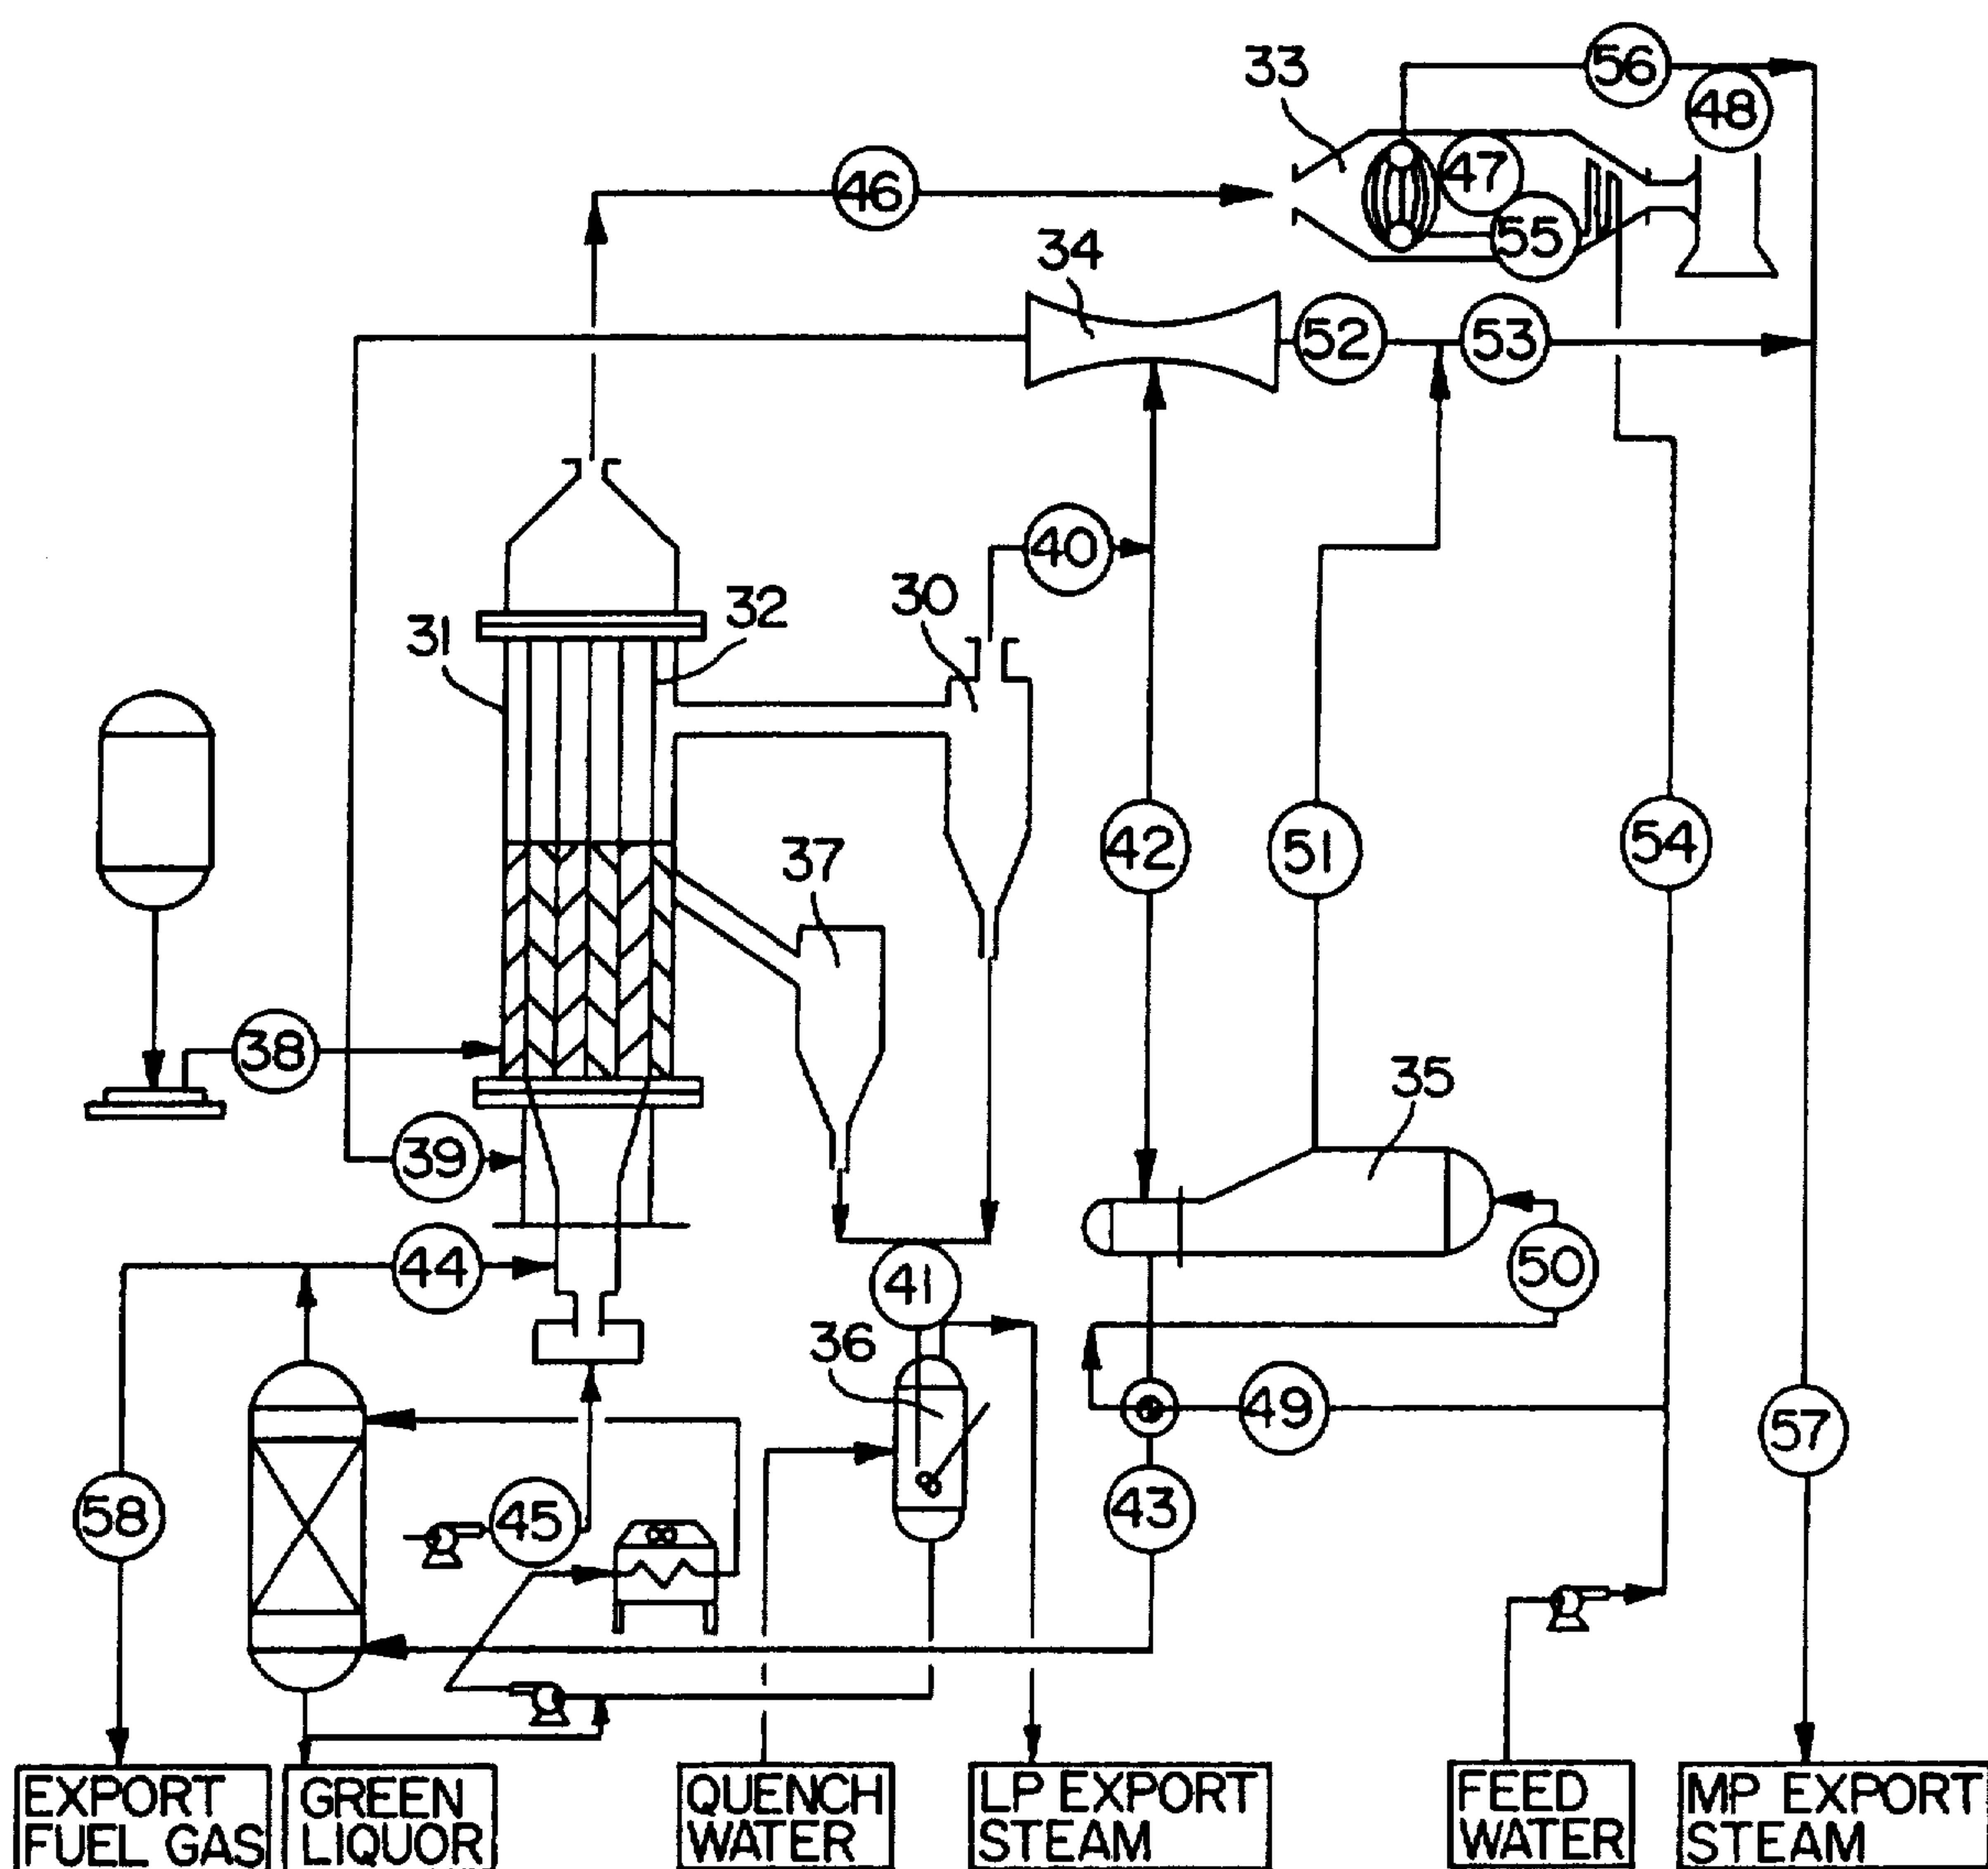 56
33
48
47
46
55
34
52
53
40
30
32
31
42
51
54
37
38
35
39
44
50
41
36
49
57
43
58
45
EXPORT
FUEL GAS
GREEN
LIQUOR
QUENCH
WATER
LP EXPORT
STEAM
FEED
WATER
MP EXPORT
STEAM